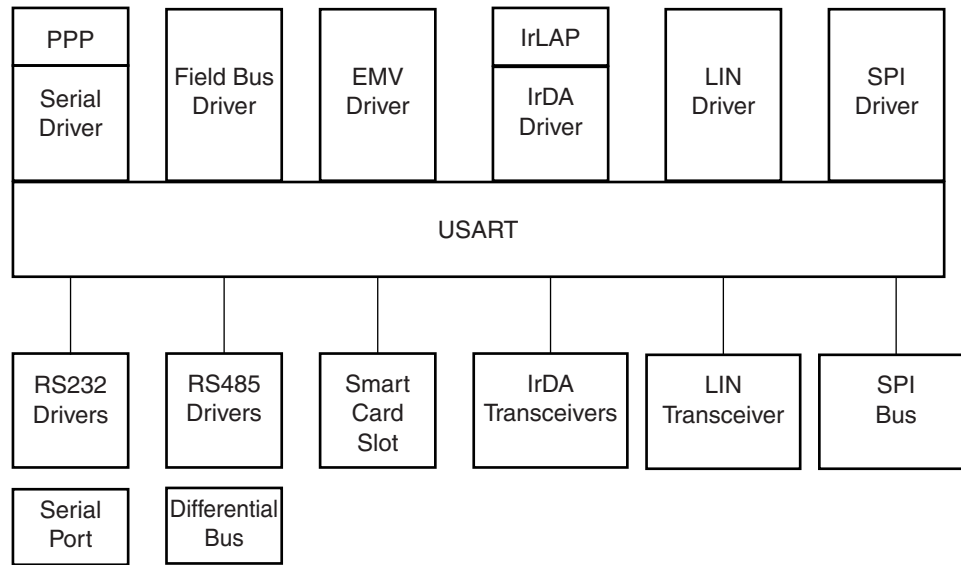 PPP
Serial
Driver
Field Bus
Driver
EMV
Driver
IrLAP
IrDA
Driver
LIN
Driver
SPI
Driver
USART
RS232
Drivers
RS485
Drivers
Smart
Card
Slot
IrDA
Transceivers
LIN
Transceiver
SPI
Bus
Serial
Port
Differential
Bus